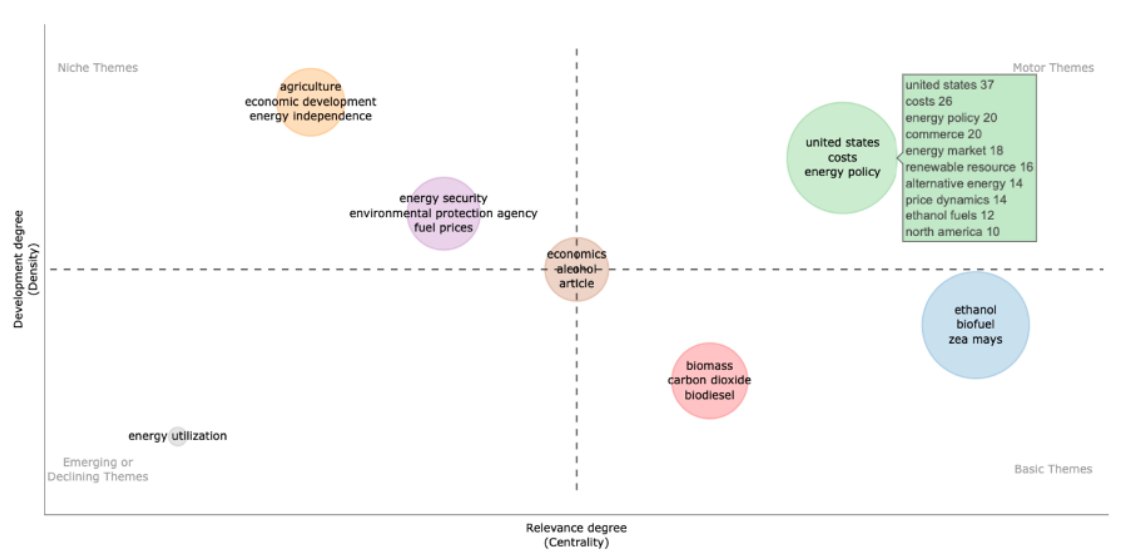 Niche Themes
Motor Themes
agriculture
economic development
energy independence
united states
costs
energy policy
united states 37
costs 26
energy policy 20
commerce 20
energy market 18
renewable resource 16
alternative energy 14
price dynamics 14
ethanol fuels 12
north america 10
energy security
environmental protection agency
fuel prices
economics
alcohol
article
ethanol
biofuel
zea mays
biomass
carbon dioxide
biodiesel
energy utilization
Emerging or
Declining Themes
Basic Themes
Development degree
(Density)
Relevance degree
(Centrality)